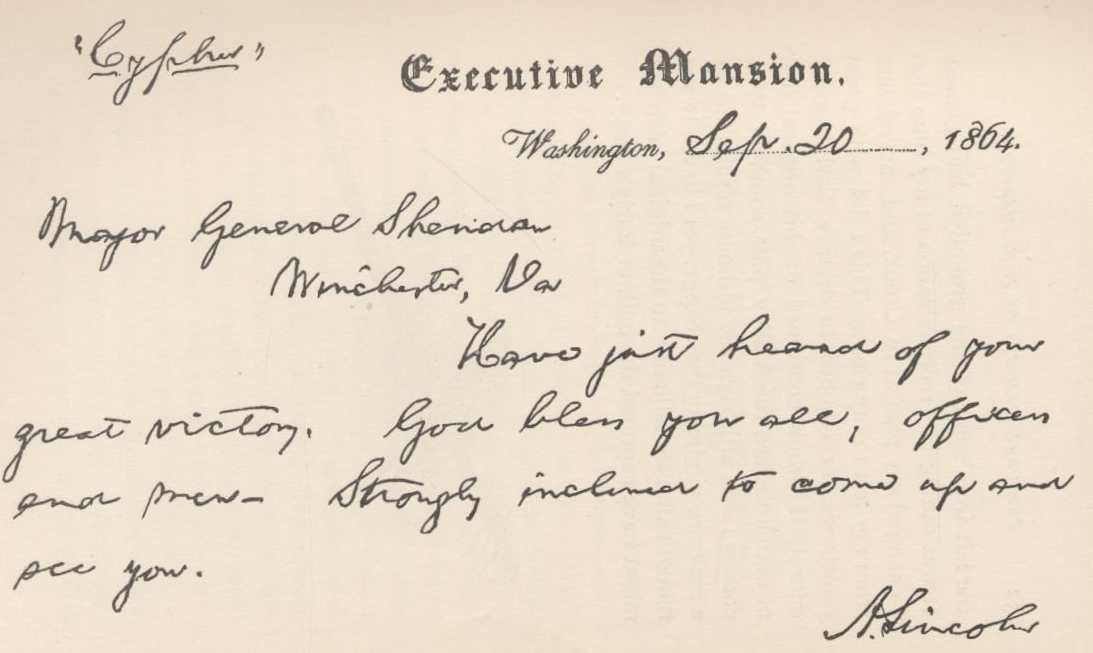 "Cypher"
Executive Mansion.
Washington, Sep. 20, 1864.
Major General Sheridan
Winchester, Va
Have just heard of your
great victory. God bless you all, officers
and men— Strongly inclined to come up and
see you.
A. Lincoln